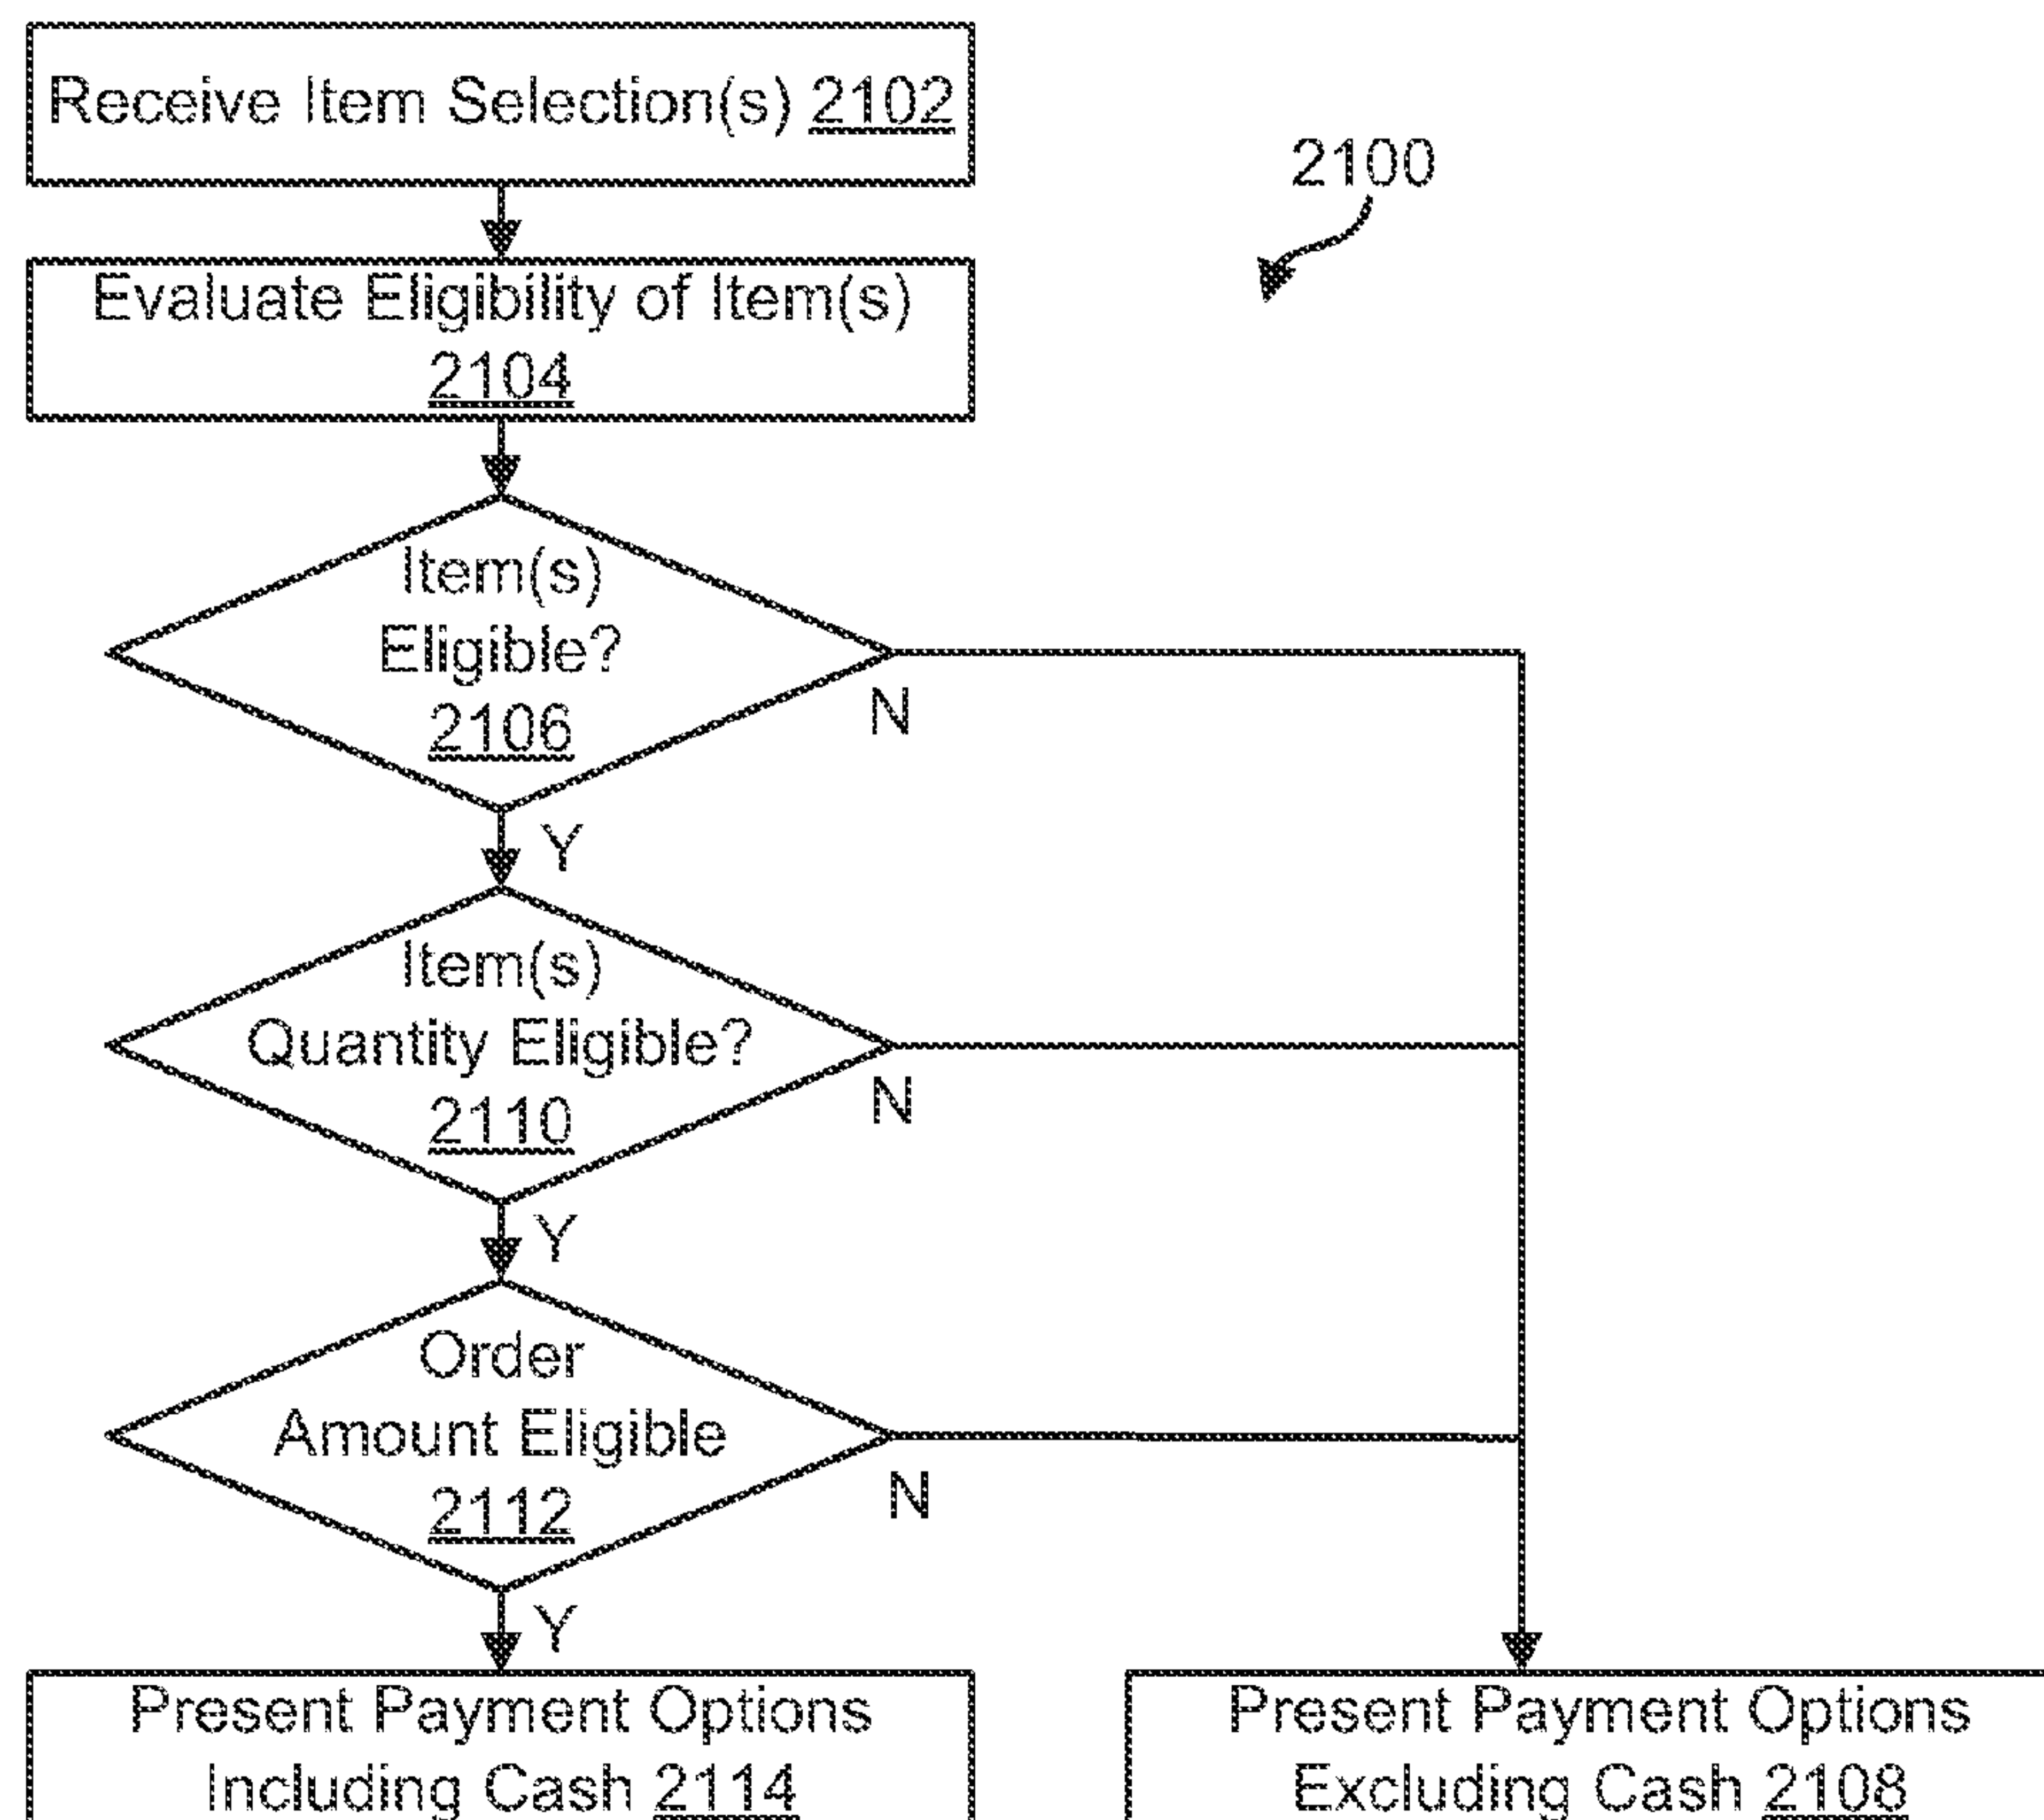 Receive Item Selection(s) 2102
2100
Evaluate Eligibility of Item(s)
2104
Item(s)
Eligible?
2106
N
Y
Item(s)
Quantity Eligible?
2110
N
Y
Order
Amount Eligible
2112
N
Y
Present Payment Options
Including Cash 2114
Present Payment Options
Excluding Cash 2108